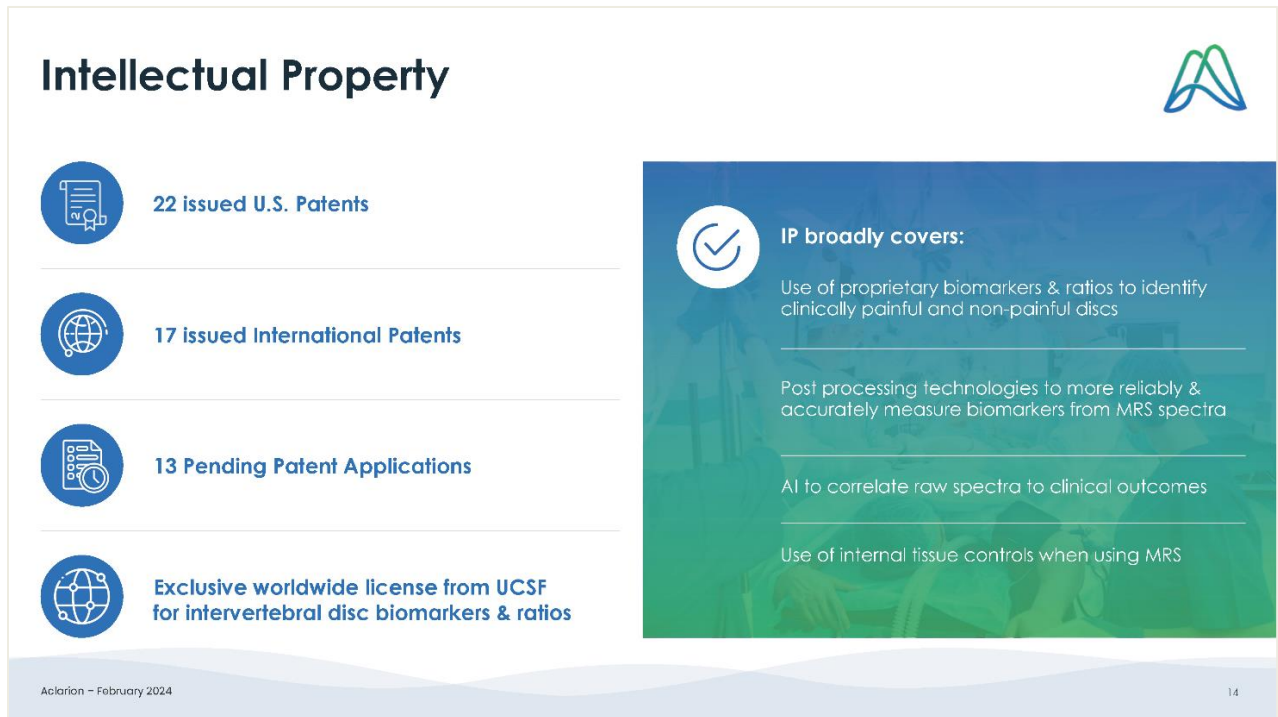 Intellectual Property
22 issued U.S. Patents
17 issued International Patents
13 Pending Patent Applications
Exclusive worldwide license from UCSF
for intervertebral disc biomarkers & ratios
IP broadly covers:
Use of proprietary biomarkers & ratios to identify
clinically painful and non-painful discs
Post processing technologies to more reliably &
accurately measure biomarkers from MRS spectra
AI to correlate raw spectra to clinical outcomes
Use of internal tissue controls when using MRS
Aclarion – February 2024
14